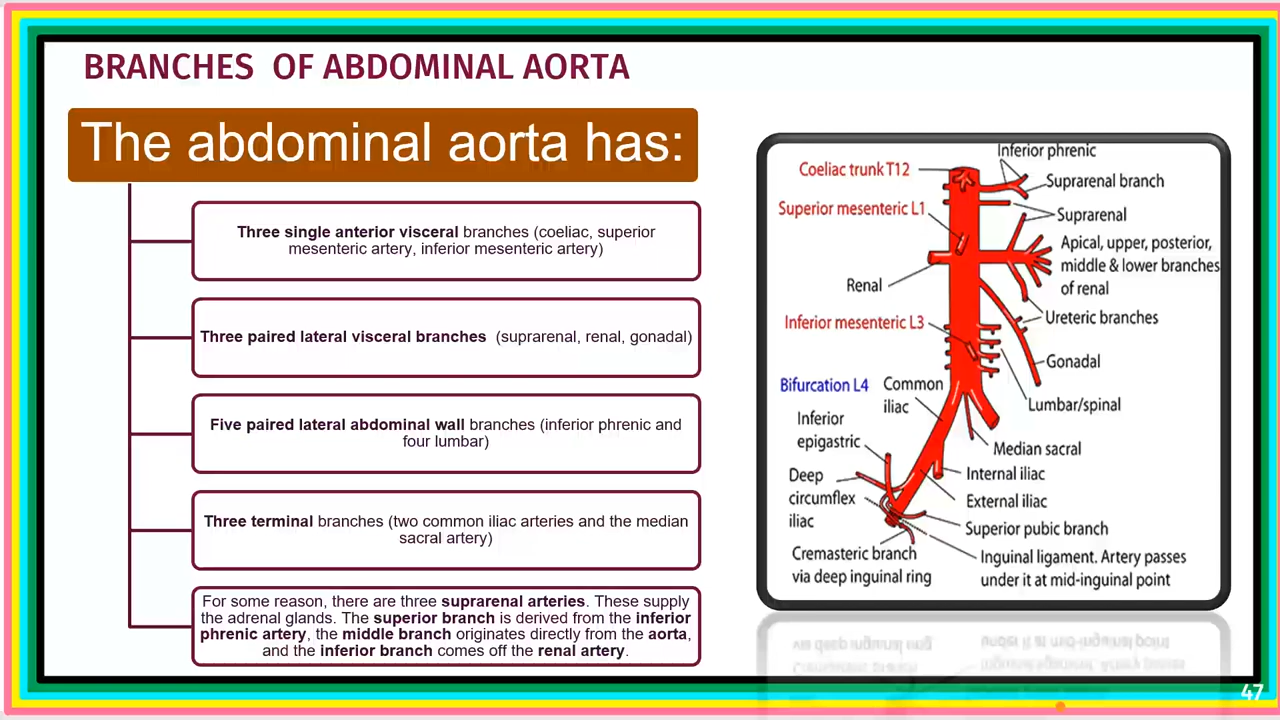 BRANCHES OF ABDOMINAL AORTA
The abdominal aorta has:
Three single anterior visceral branches (coeliac, superior
mesenteric artery, inferior mesenteric artery)
Three paired lateral visceral branches (suprarenal, renal, gonadal)
Five paired lateral abdominal wall branches (inferior phrenic and
four lumbar)
Three terminal branches (two common iliac arteries and the median
sacral artery)
For some reason, there are three suprarenal arteries. These supply
the adrenal glands. The superior branch is derived from the inferior
phrenic artery, the middle branch originates directly from the aorta,
and the inferior branch comes off the renal artery.
Inferior phrenic
Coeliac trunk T12
Suprarenal branch
Superior mesenteric L1
Suprarenal
Apical, upper, posterior,
middle & lower branches
of renal
Renal
Ureteric branches
Inferior mesenteric L3
Gonadal
Bifurcation L4
Common
iliac
Lumbar/spinal
Inferior
epigastric
Median sacral
Deep
circumflex
iliac
Internal iliac
External iliac
Superior pubic branch
Cremasteric branch
via deep inguinal ring
Inguinal ligament. Artery passes
under it at mid-inguinal point
47